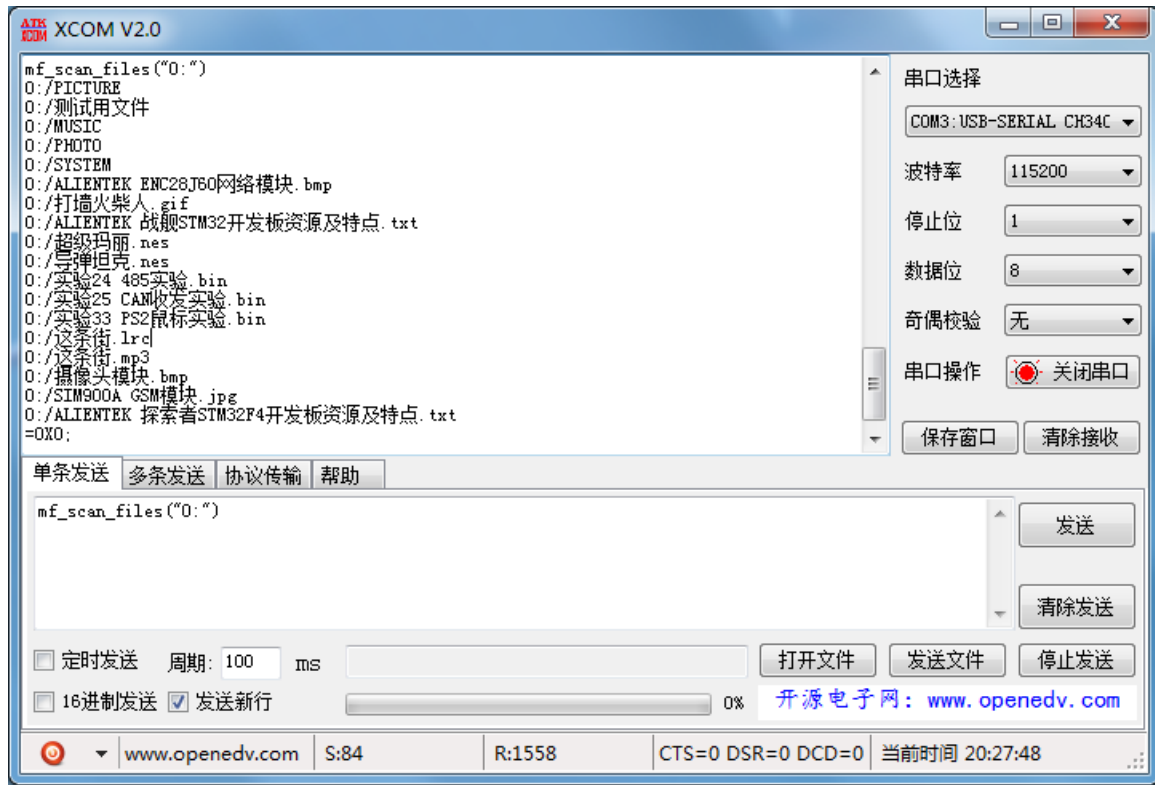 ATK XCOM XCOM V2.0
mf_scan_files("0:")
0:/PICTURE
0:/测试用文件
0:/MUSIC
0:/PHOTO
0:/SYSTEM
0:/ALIENTEK ENC28J60网络模块.bmp
0:/打墙火柴人.gif
0:/ALIENTEK 战舰STM32开发板资源及特点.txt
0:/超级玛丽.nes
0:/导弹坦克.nes
0:/实验24 485实验.bin
0:/实验25 CAN收发实验.bin
0:/实验33 PS2鼠标实验.bin
0:/这条街.lrc
0:/这条街.mp3
0:/摄像头模块.bmp
0:/SIM900A GSM模块.jpg
0:/ALIENTEK 探索者STM32F4开发板资源及特点.txt
=0X0;
串口选择
COM3:USB-SERIAL CH34
波特率 115200
停止位 1
数据位 8
奇偶校验 无
串口操作 关闭串口
保存窗口 清除接收
单条发送 多条发送 协议传输 帮助
mf_scan_files("0:")
发送
清除发送
定时发送 周期: 100 ms 打开文件 发送文件 停止发送
16进制发送 发送新行 0% 开源电子网: www.openedv.com
www.openedv.com S:84 R:1558 CTS=0 DSR=0 DCD=0 当前时间 20:27:48